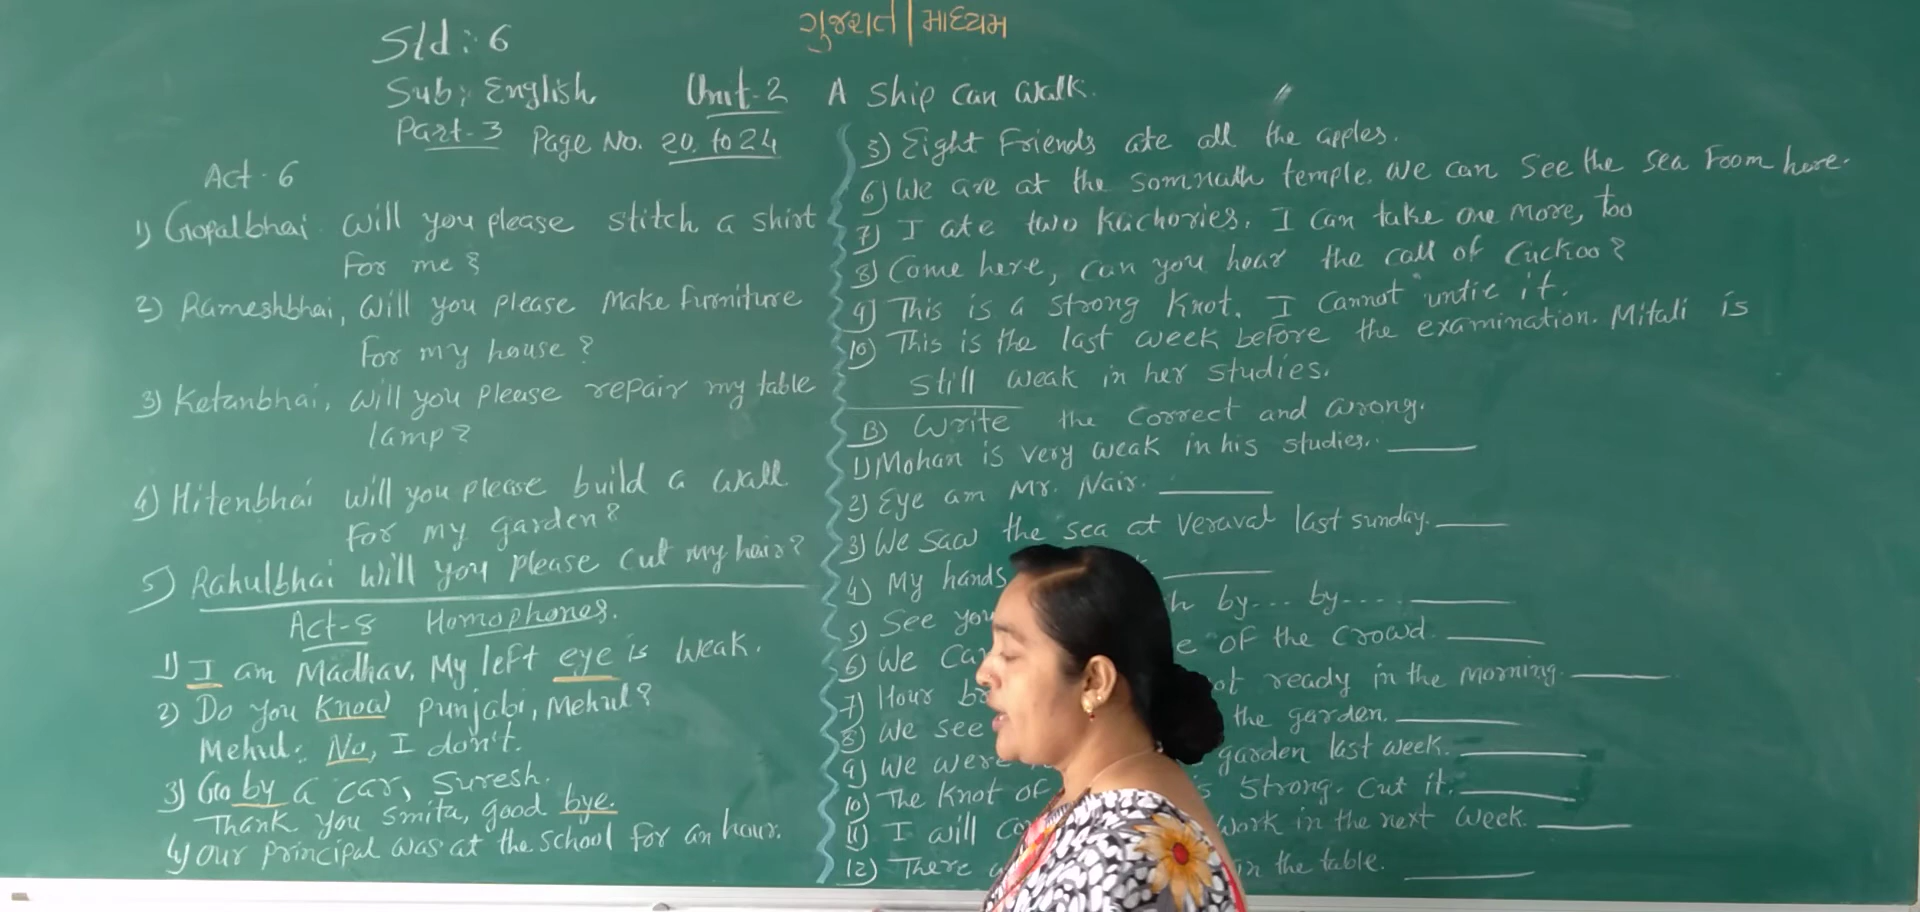 ગુજરાતી માધ્યમ
Std: 6
Sub: English Unit-2 A Ship Can Walk.
Part-3 Page No. 20 to 24
Act-6
1) Gopalbhai will you please stitch a shirt
For me?
2) Rameshbhai, Will you please Make furniture
For my house?
3) Ketanbhai, will you please repair my table
lamp?
4) Hitenbhai will you please build a wall
For my garden?
5) Rahulbhai will you please cut my hair?
Act-8 Homophones.
1) I am Madhav. My left eye is weak.
2) Do you know Punjabi, Mehul?
Mehul: No, I don't.
3) Go by a car, Suresh.
Thank you Smita, good bye.
4) Our Principal was at the school for an hour.
5) Eight Friends ate all the apples.
6) We are at the Somnath temple. We can See the sea From here.
7) I ate two Kachories. I can take one more, too
8) Come here, can you hear the call of Cuckoo?
9) This is a strong Knot. I Cannot untie it.
10) This is the last week before the examination. Mitali is
still weak in her studies.
B) Write the Correct and wrong.
1) Mohan is very weak in his studies.
2) Eye am Mr. Nair.
3) We saw the sea at Veraval last sunday.
4) My hands
5) See you by... by....
6) We of the Crowd.
7) Hour ready in the morning.
8) We see the garden.
9) We were garden last week.
10) The Knot of Strong. Cut it.
11) I will work in the next week.
12) There in the table.